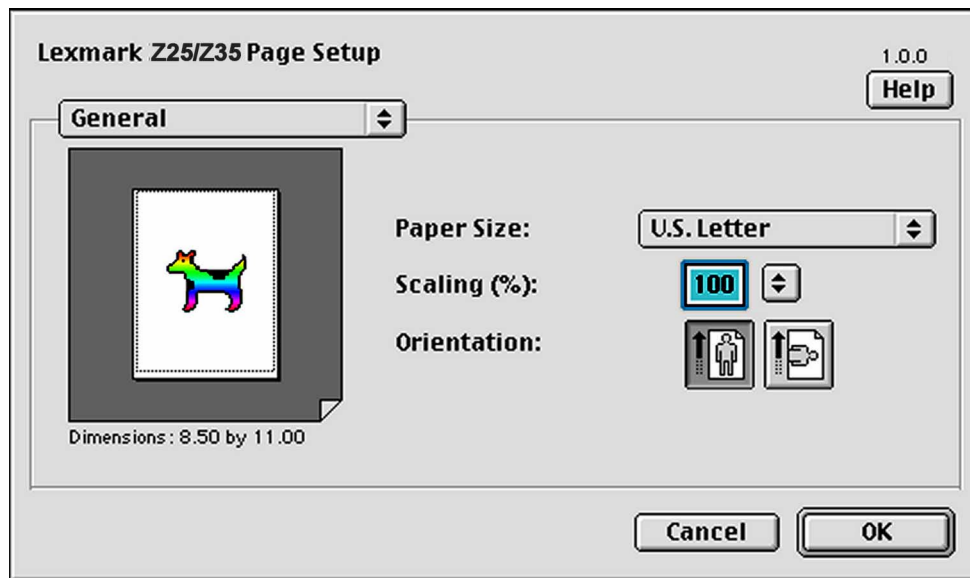 Lexmark Z25/Z35 Page Setup
1.0.0
Help
General
Paper Size:
U.S. Letter
Scaling (%):
100
Orientation:
Dimensions: 8.50 by 11.00
Cancel
OK